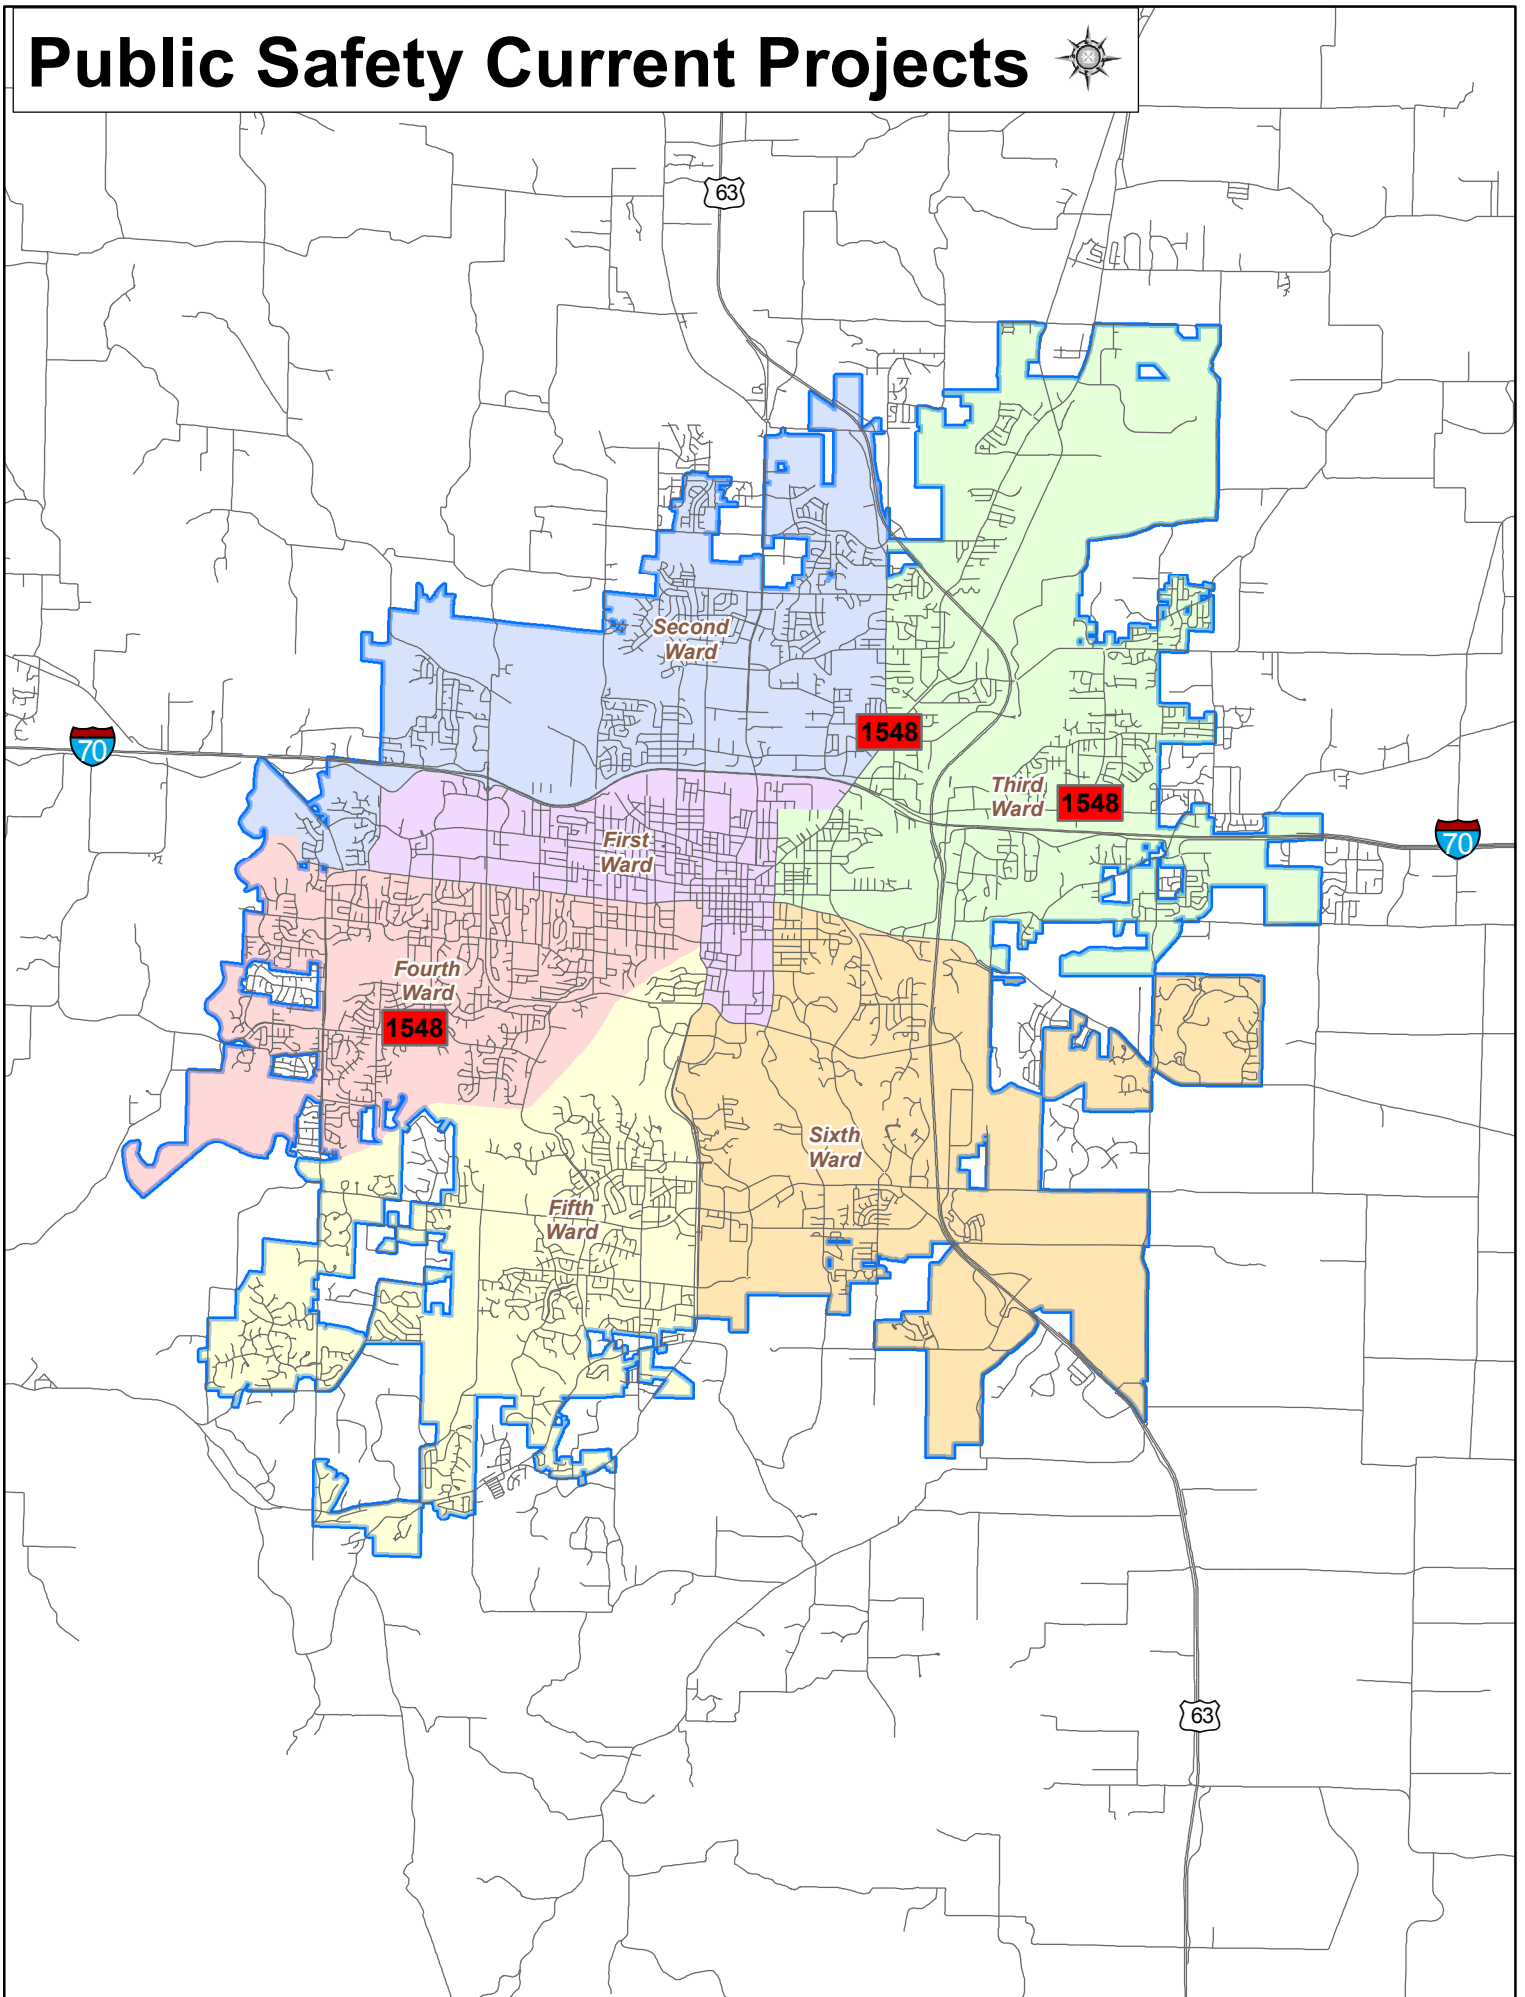 Public Safety Current Projects
63
Second
Ward
1548
70
Third
Ward
1548
First
Ward
70
Fourth
Ward
1548
Sixth
Ward
Fifth
Ward
63